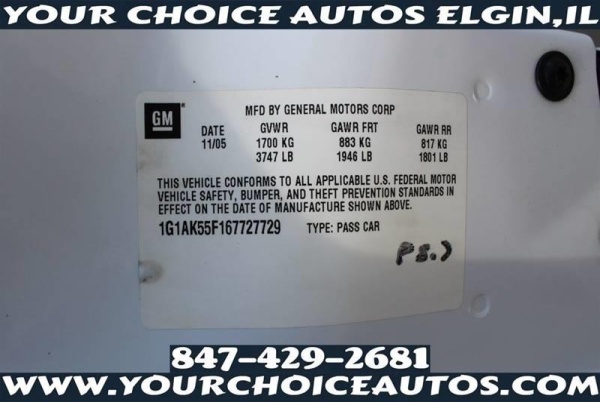 YOUR CHOICE AUTOS ELGIN,IL
GM
MFD BY GENERAL MOTORS CORP
DATE GVWR GAWR FRT GAWR RR
11/05 1700 KG 883 KG 817 KG
3747 LB 1946 LB 1801 LB
THIS VEHICLE CONFORMS TO ALL APPLICABLE U.S. FEDERAL MOTOR
VEHICLE SAFETY, BUMPER, AND THEFT PREVENTION STANDARDS IN
EFFECT ON THE DATE OF MANUFACTURE SHOWN ABOVE.
1G1AK55F167727729 TYPE: PASS CAR
847-429-2681
WWW.YOURCHOICEAUTOS.COM